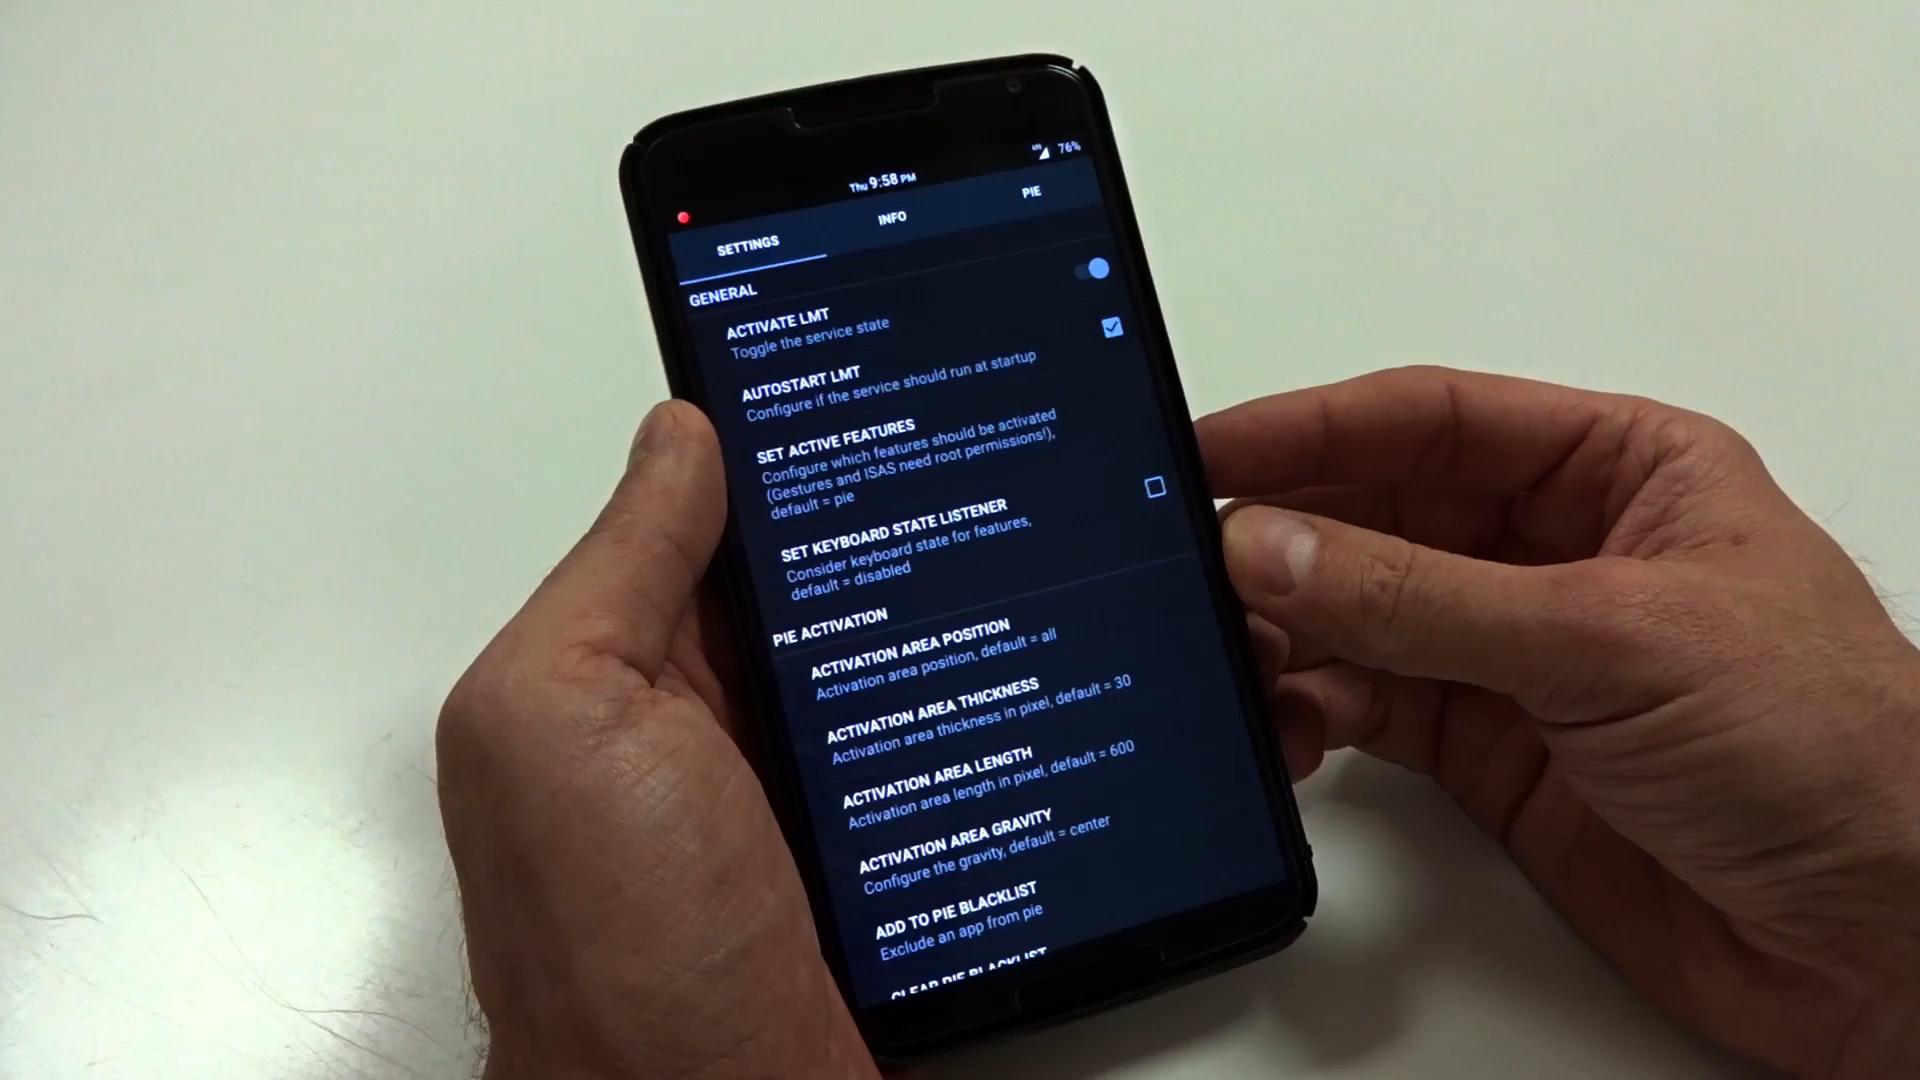 76%
Thu 9:58 PM
SETTINGS INFO PIE
GENERAL
ACTIVATE LMT
Toggle the service state
AUTOSTART LMT
Configure if the service should run at startup
SET ACTIVE FEATURES
Configure which features should be activated
(Gestures and ISAS need root permissions!),
default = pie
SET KEYBOARD STATE LISTENER
Consider keyboard state for features,
default = disabled
PIE ACTIVATION
ACTIVATION AREA POSITION
Activation area position, default = all
ACTIVATION AREA THICKNESS
Activation area thickness in pixel, default = 30
ACTIVATION AREA LENGTH
Activation area length in pixel, default = 600
ACTIVATION AREA GRAVITY
Configure the gravity, default = center
ADD TO PIE BLACKLIST
Exclude an app from pie
CLEAR PIE BLACKLIST